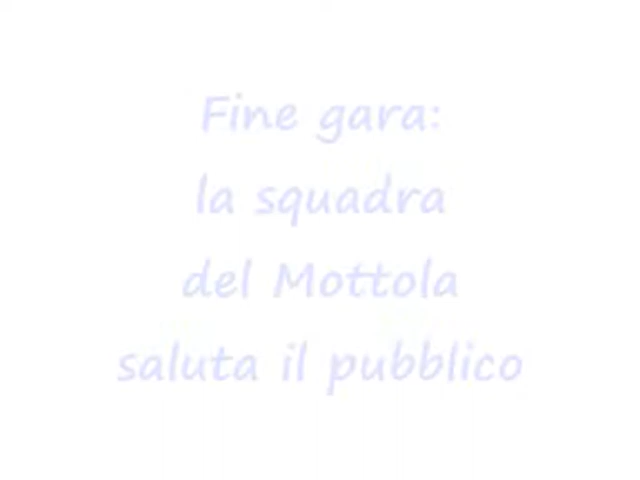 Fine gara:
la squadra
del Mottola
saluta il pubblico